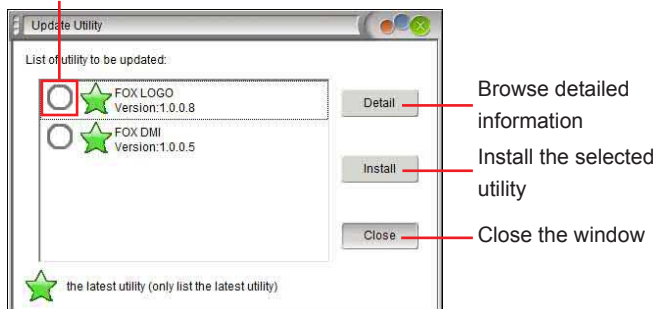 Update Utility
List of utility to be updated:
FOX LOGO
Version:1.0.0.8
FOX DMI
Version:1.0.0.5
Detail
Install
Close
the latest utility (only list the latest utility)
Browse detailed
information
Install the selected
utility
Close the window